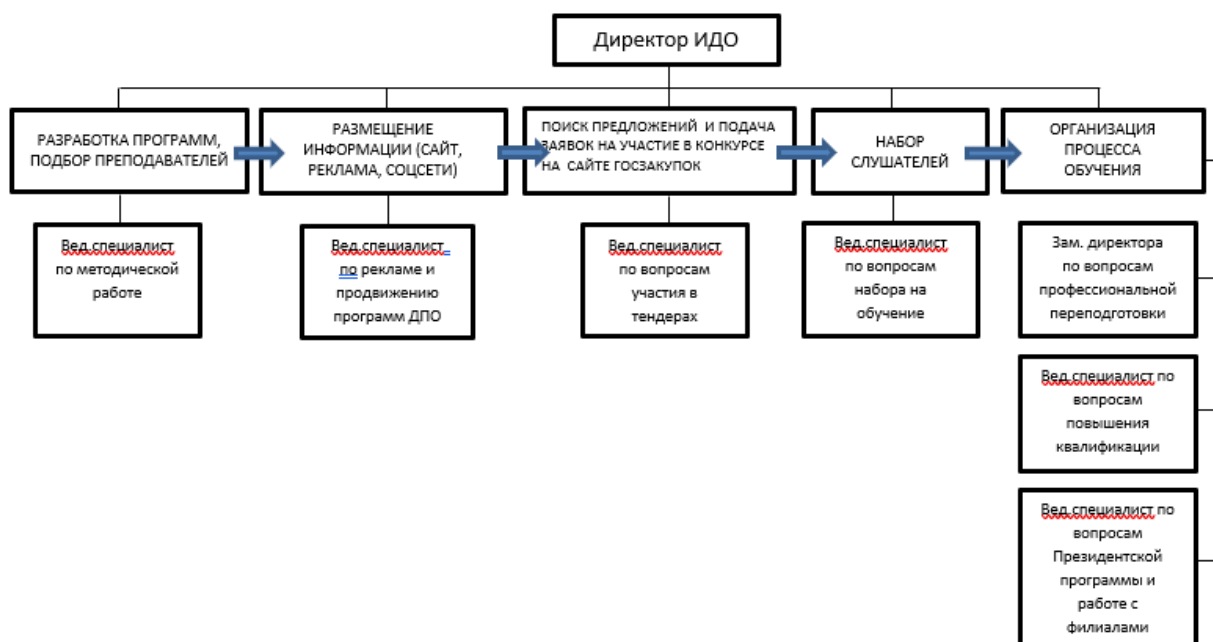 Директор ИДО
РАЗРАБОТКА ПРОГРАММ,
ПОДБОР ПРЕПОДАВАТЕЛЕЙ
РАЗМЕЩЕНИЕ
ИНФОРМАЦИИ (САЙТ,
РЕКЛАМА, СОЦСЕТИ)
ПОИСК ПРЕДЛОЖЕНИЙ И ПОДАЧА
ЗАЯВОК НА УЧАСТИЕ В КОНКУРСЕ
НА САЙТЕ ГОСЗАКУПОК
НАБОР
СЛУШАТЕЛЕЙ
ОРГАНИЗАЦИЯ
ПРОЦЕССА
ОБУЧЕНИЯ
Вед.специалист
по методической
работе
Вед.специалист
по рекламе и
продвижению
программ ДПО
Вед.специалист
по вопросам
участия в
тендерах
Вед.специалист
по вопросам
набора на
обучение
Зам. директора
по вопросам
профессиональной
переподготовки
Вед.специалист по
вопросам
повышения
квалификации
Вед.специалист по
вопросам
Президентской
программы и
работе с
филиалами